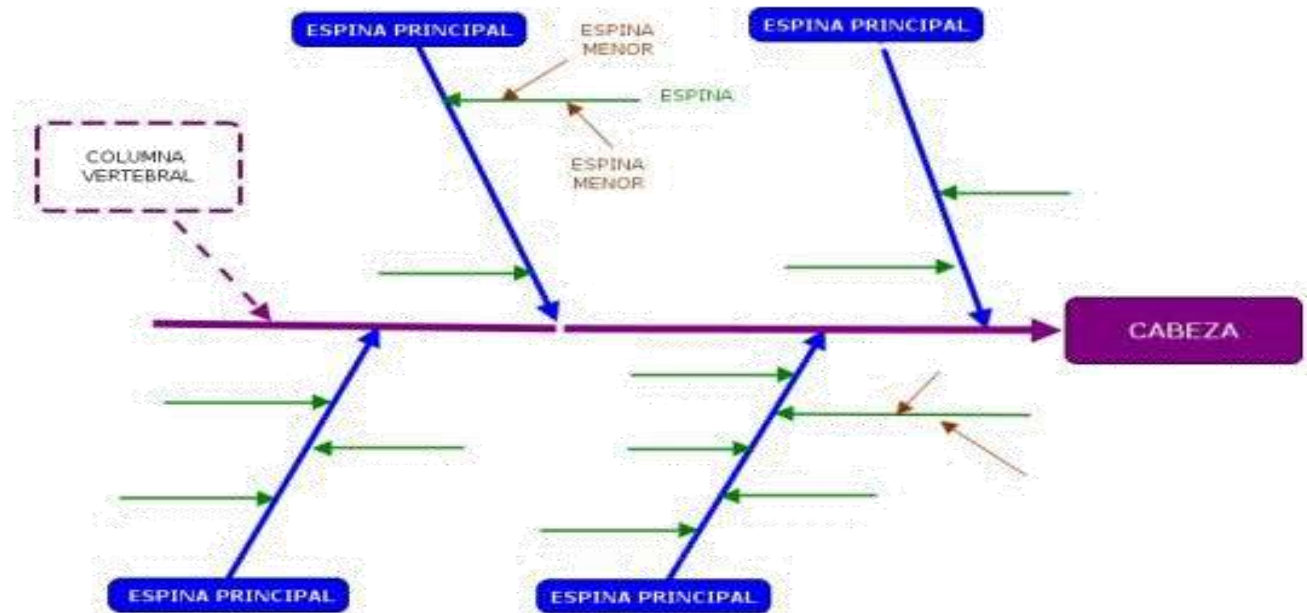 ESPINA PRINCIPAL
ESPINA PRINCIPAL
ESPINA
MENOR
ESPINA
ESPINA
MENOR
COLUMNA
VERTEBRAL
CABEZA
ESPINA PRINCIPAL
ESPINA PRINCIPAL